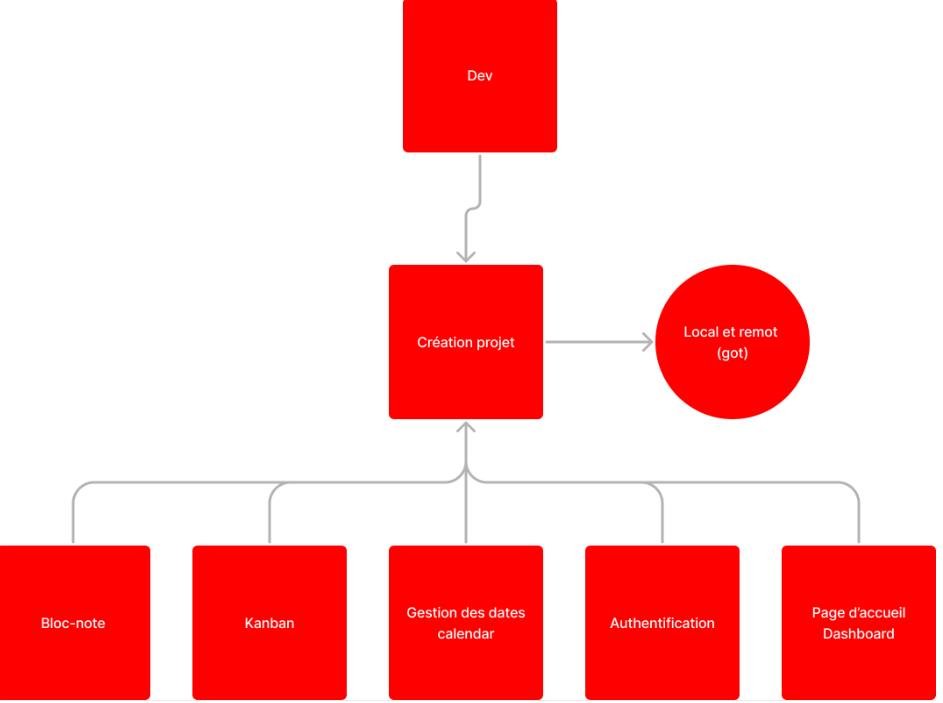 Dev
Création projet
Local et remot
(got)
Bloc-note
Kanban
Gestion des dates
calendar
Authentification
Page d’accueil
Dashboard